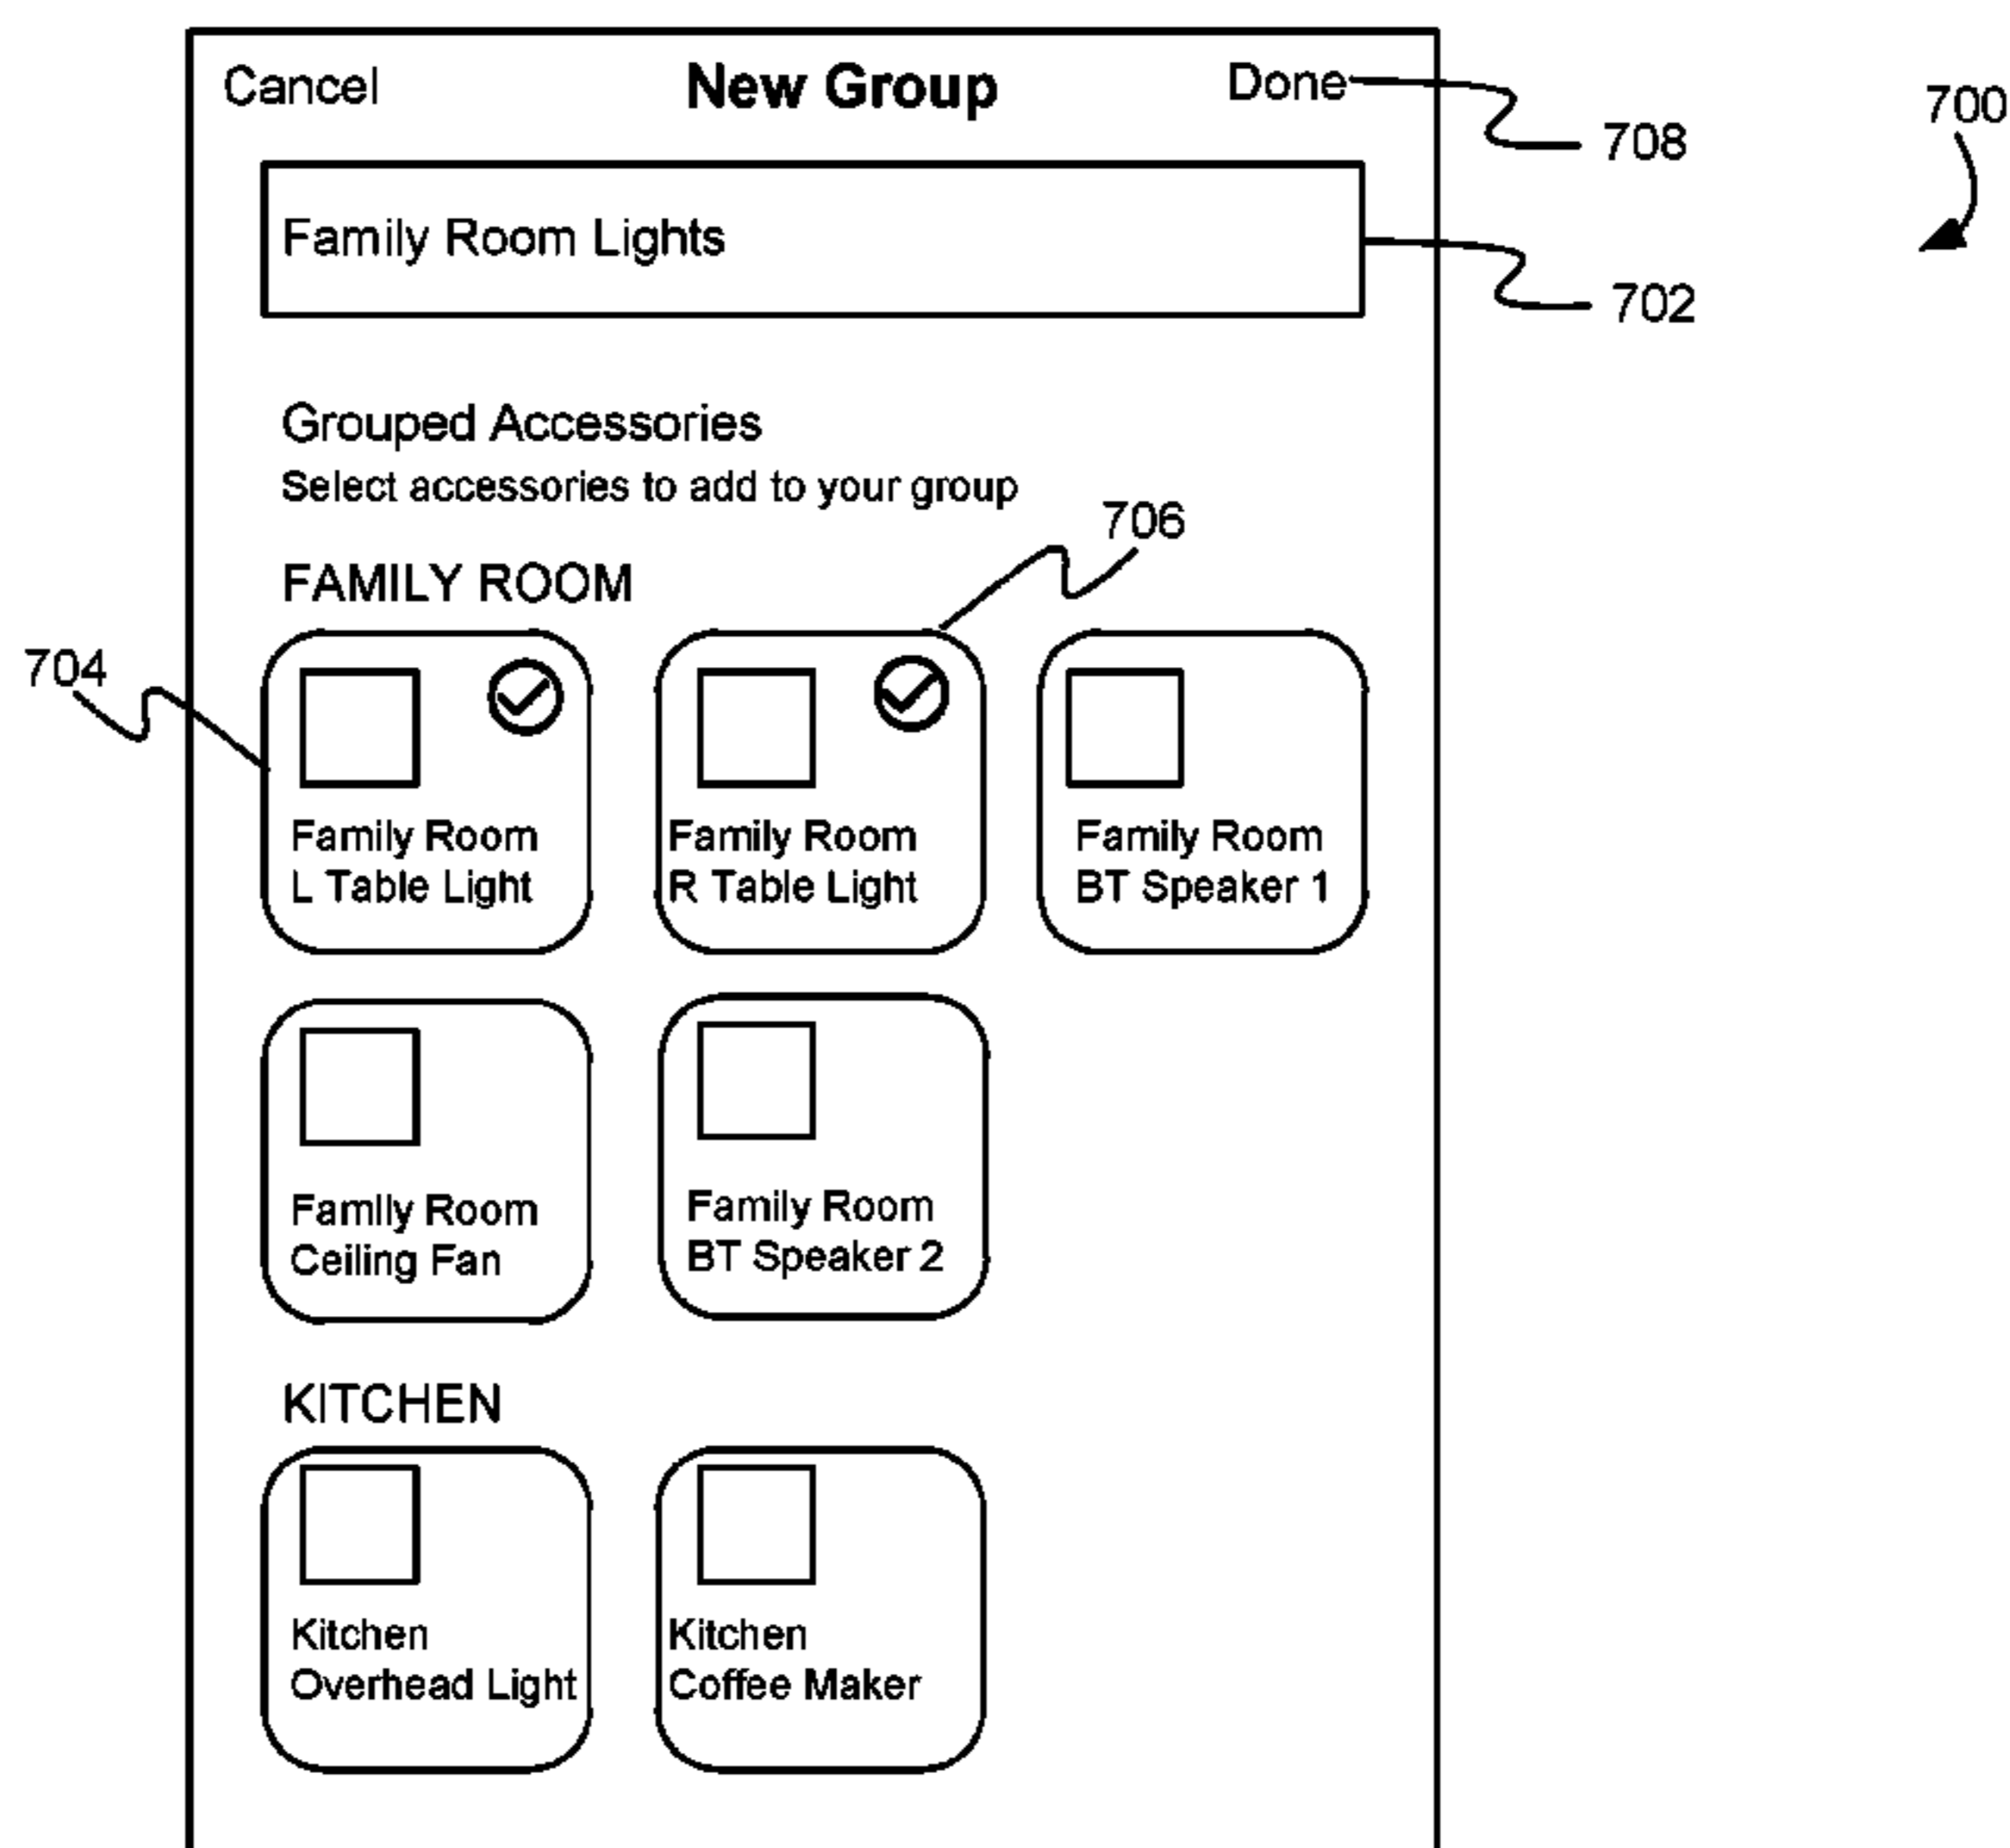 Cancel New Group Done
708
700
Family Room Lights
702
Grouped Accessories
Select accessories to add to your group
706
FAMILY ROOM
704
Family Room
L Table Light
Family Room
R Table Light
Family Room
BT Speaker 1
Family Room
Ceiling Fan
Family Room
BT Speaker 2
KITCHEN
Kitchen
Overhead Light
Kitchen
Coffee Maker